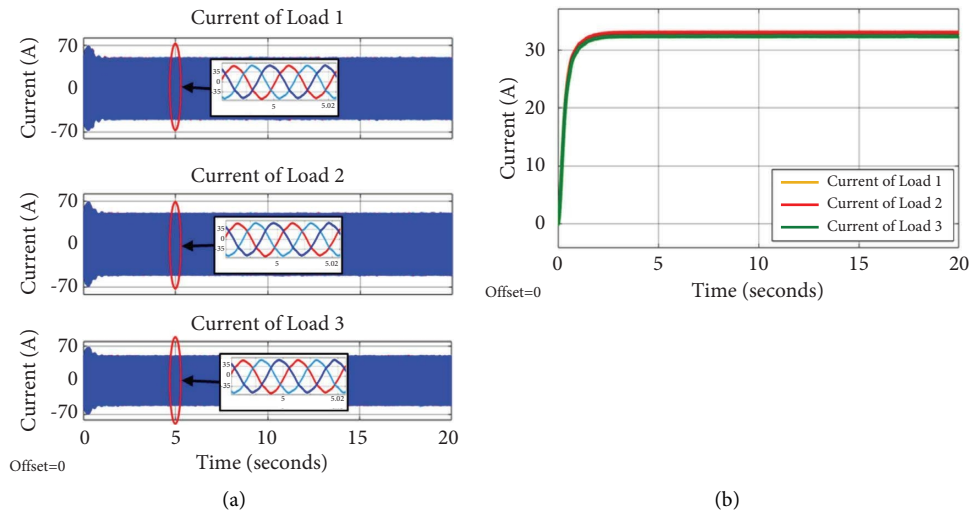 Current of Load 1
Current (A)
70
0
-70
35
0
-35
5
5.02
Current of Load 2
Current (A)
70
0
-70
35
0
35
5
5.02
Current of Load 3
Current (A)
70
0
-70
35
0
-35
5
5.02
0
5
10
15
20
Offset=0
Time (seconds)
(a)
Current (A)
30
20
10
0
Current of Load 1
Current of Load 2
Current of Load 3
0
5
10
15
20
Offset=0
Time (seconds)
(b)